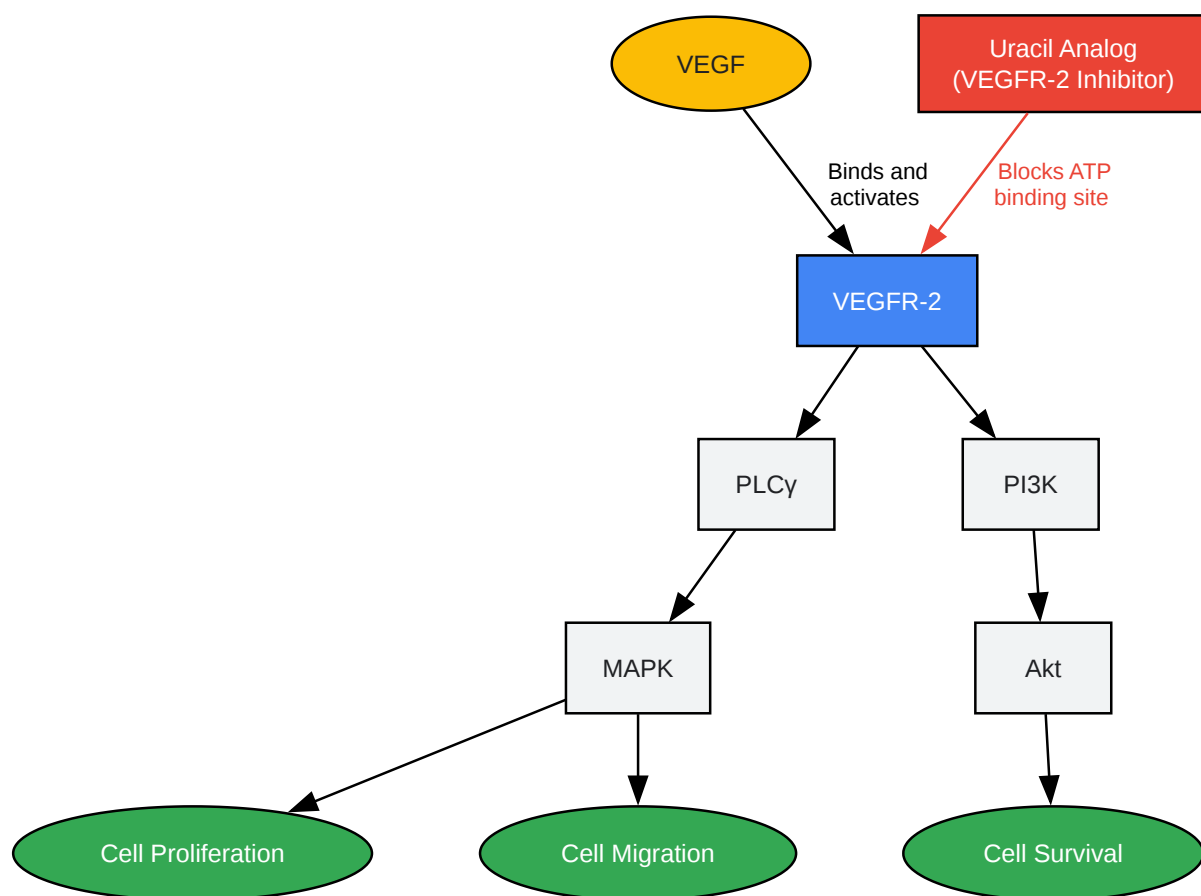 VEGF
Uracil Analog
(VEGFR-2 Inhibitor)
Binds and
activates
Blocks ATP
binding site
VEGFR-2
PLCγ
PI3K
MAPK
Akt
Cell Proliferation
Cell Migration
Cell Survival